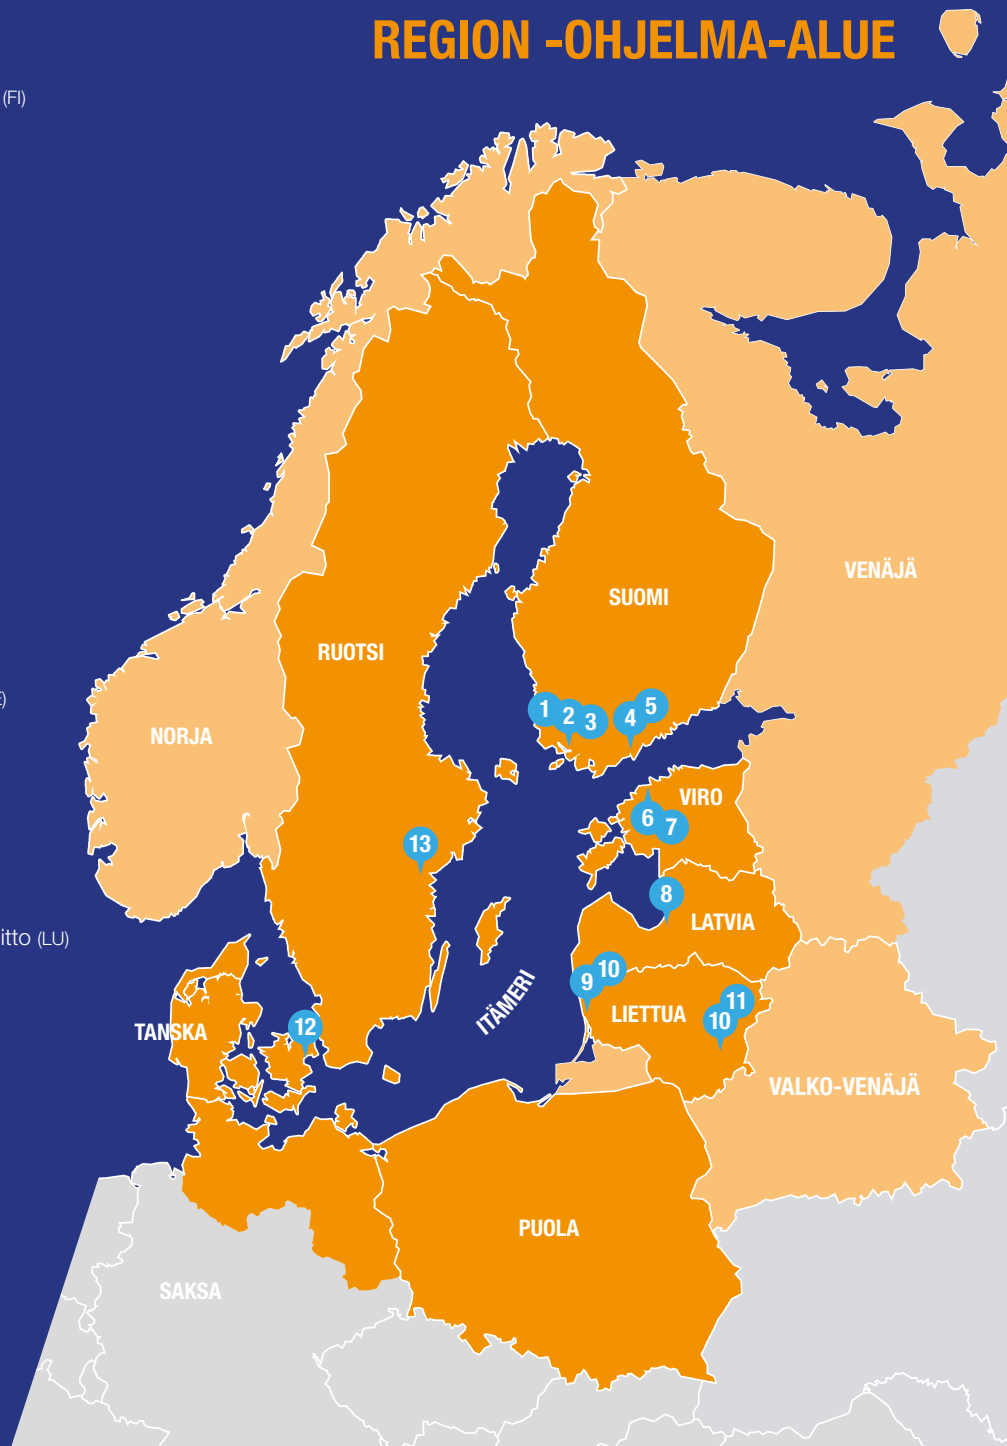 REGION -OHJELMA-ALUE
(FI)
VENÄJÄ
SUOMI
RUOTSI
1
2
3
4
5
NORJA
VIRO
6
7
13
8
LATVIA
itto (LU)
9
10
ITÄMERI
LIETTUA
11
10
TANSKA
12
VALKO-VENÄJÄ
PUOLA
SAKSA